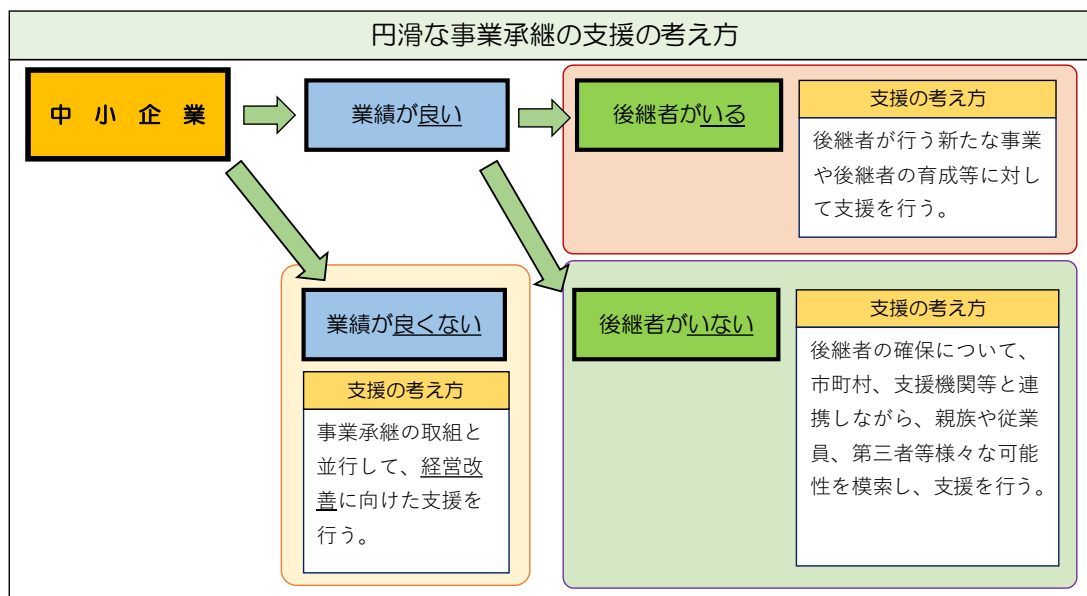 円滑な事業承継の支援の考え方
中 小 企 業
業績が良い
後継者がいる
支援の考え方
後継者が行う新たな事業
や後継者の育成等に対し
て支援を行う。
業績が良くない
支援の考え方
事業承継の取組と
並行して、経営改
善に向けた支援を
行う。
後継者がいない
支援の考え方
後継者の確保について、
市町村、支援機関等と連
携しながら、親族や従業
員、第三者等様々な可能
性を模索し、支援を行う。